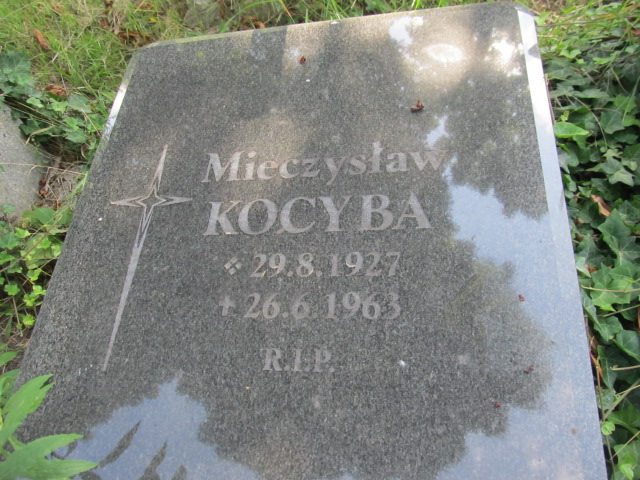 Mieczysław
KOCYBA
❖ 29.8.1927
+ 26.6.1963
R.I.P.